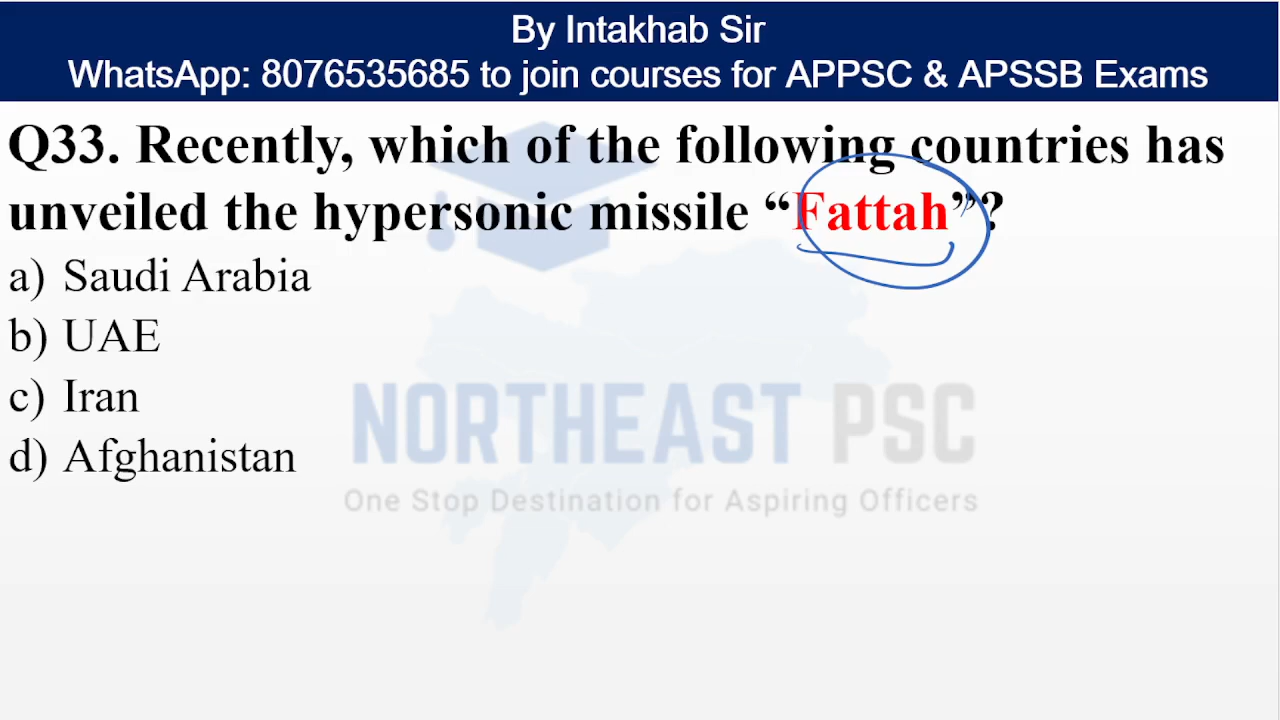 By Intakhab Sir
WhatsApp: 8076535685 to join courses for APPSC & APSSB Exams
Q33. Recently, which of the following countries has
unveiled the hypersonic missile “Fattah”?
a) Saudi Arabia
b) UAE
c) Iran
d) Afghanistan
NORTHEAST PSC
One Stop Destination for Aspiring Officers